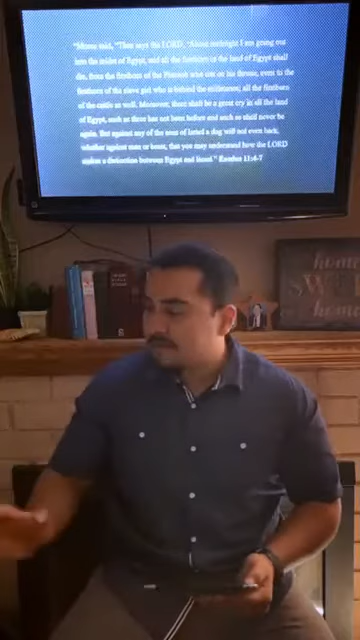 "Moses said, "Thus says the LORD, 'About midnight I am going out
into the midst of Egypt, and all the firstborn in the land of Egypt shall
die, from the firstborn of the Pharaoh who sits on his throne, even to the
firstborn of the slave girl who is behind the millstones; all the firstborn
of the cattle as well. Moreover, there shall be a great cry in all the land
of Egypt, such as there has not been before and such as shall never be
again. But against any of the sons of Israel a dog will not even bark,
whether against man or beast, that you may understand how the LORD
makes a distinction between Egypt and Israel." Exodus 11:4-7
home
SWEET
home